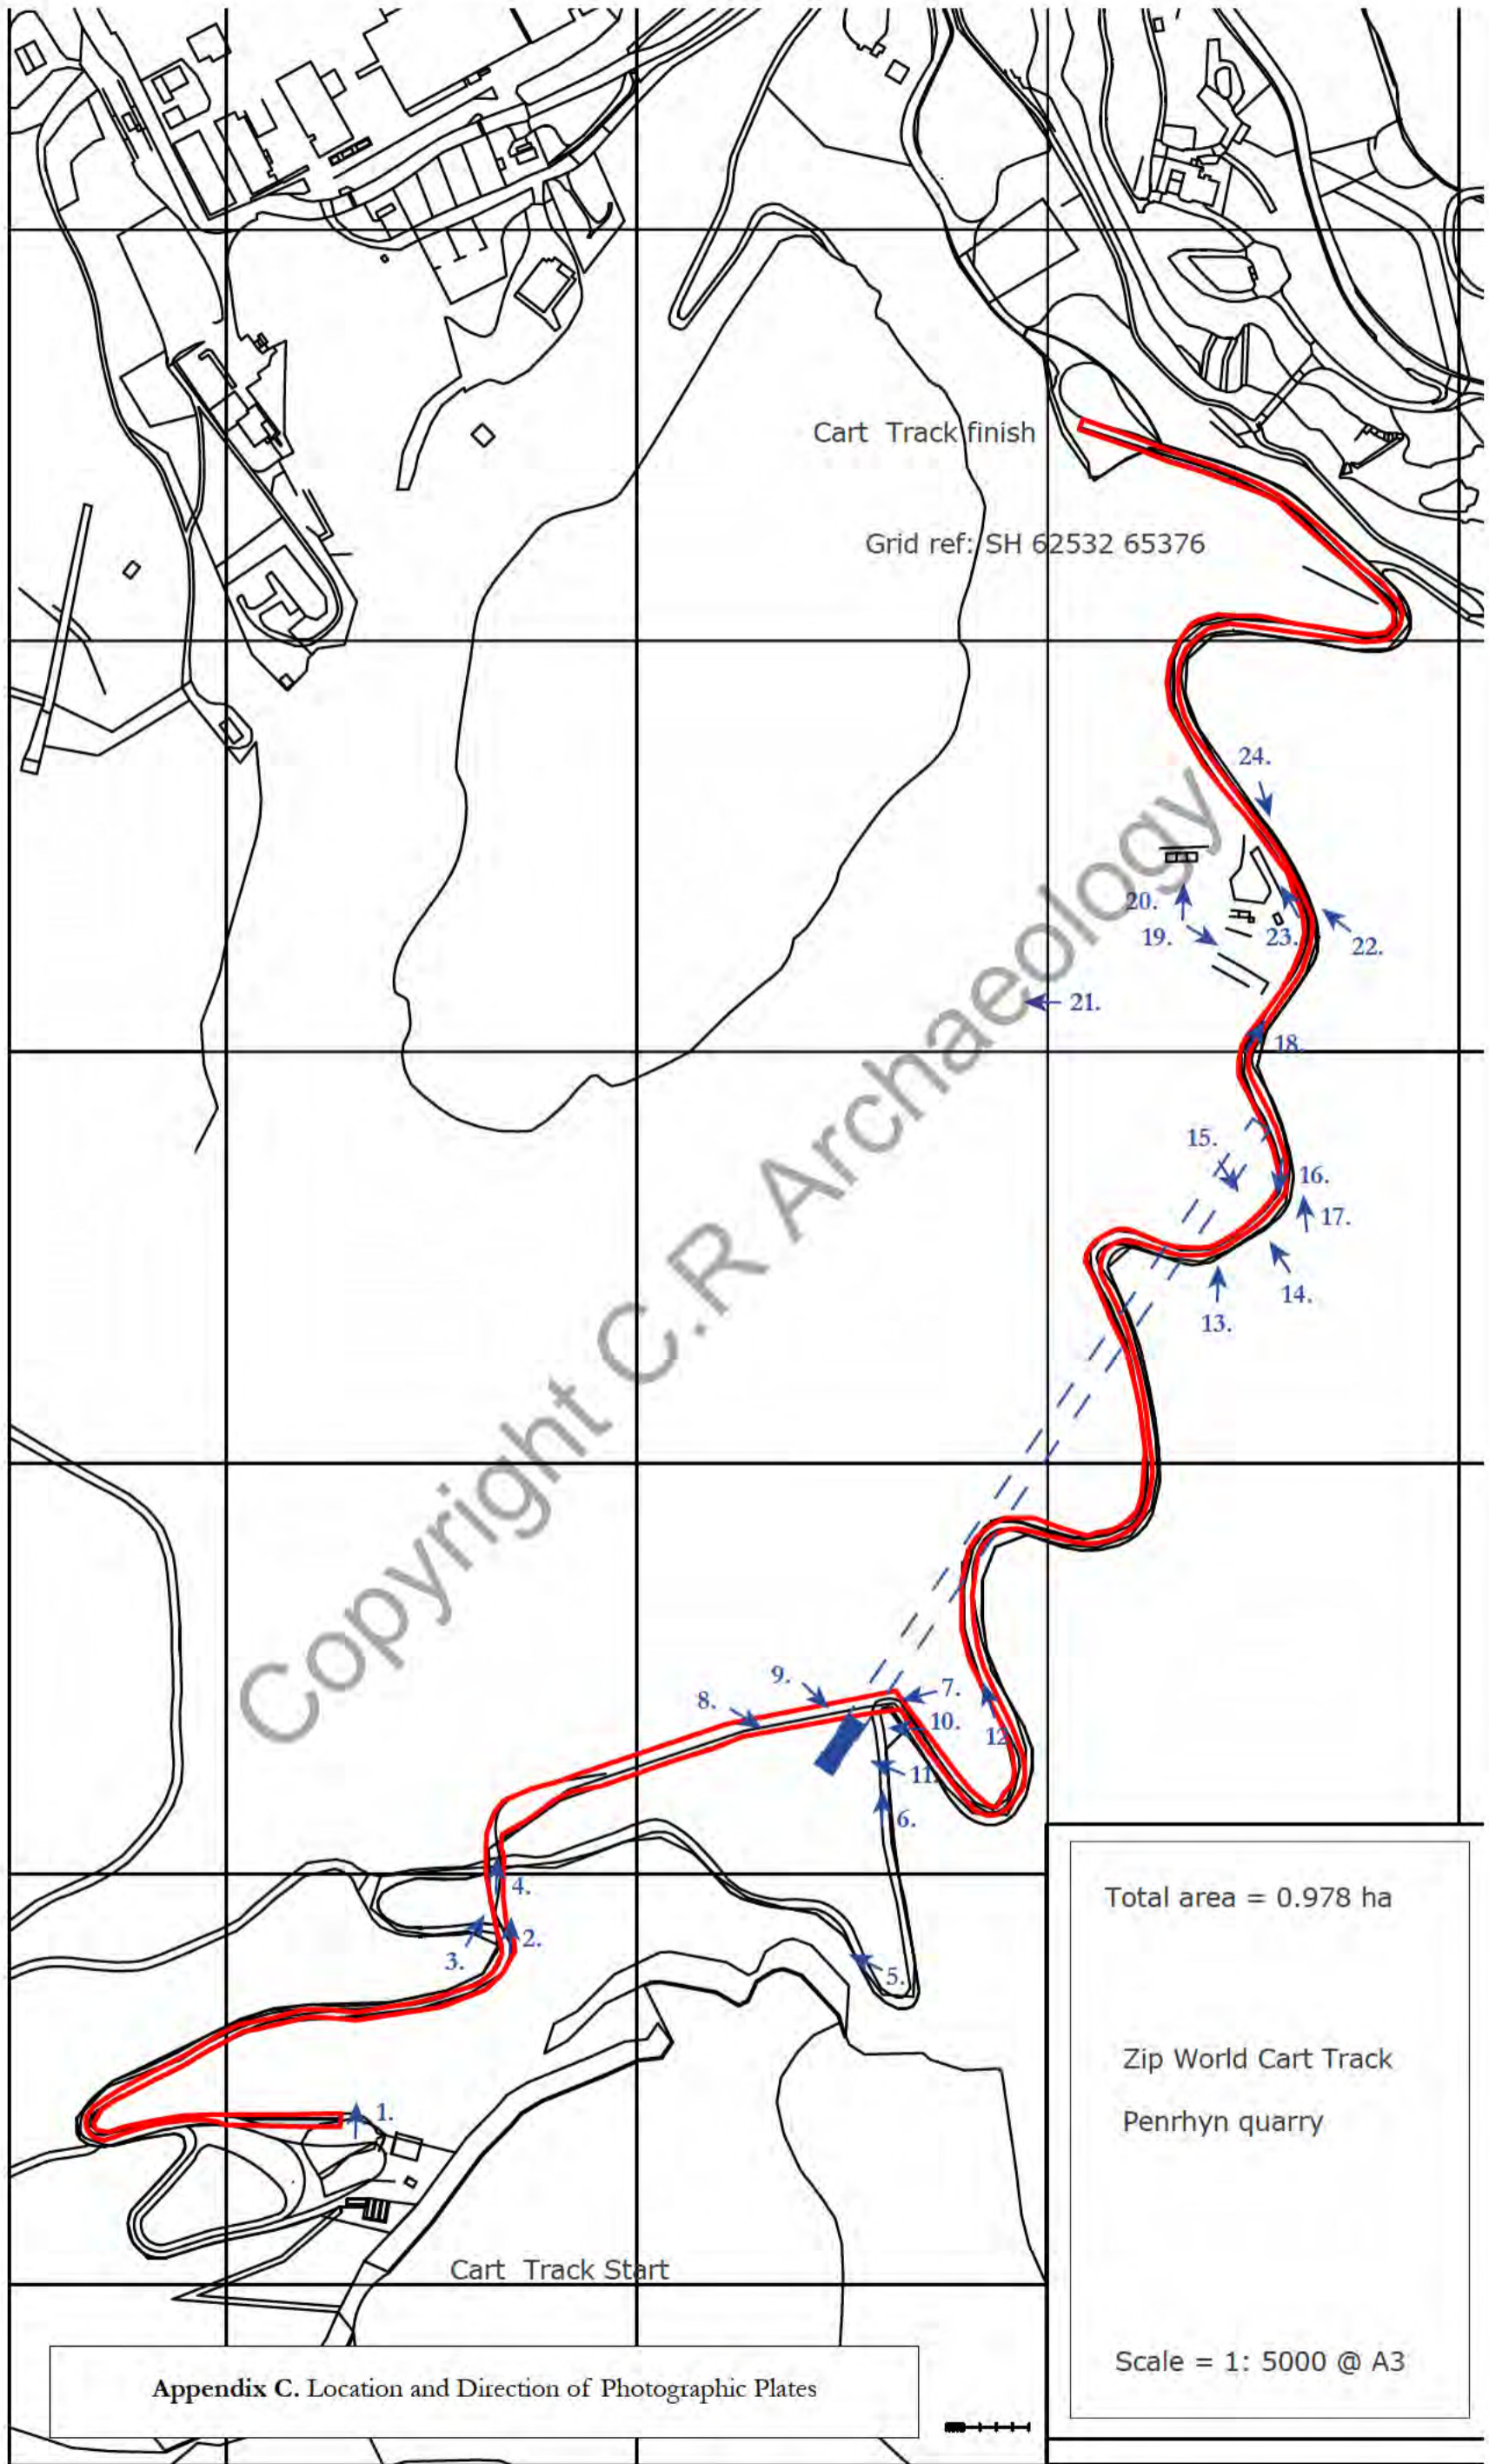 Cart Track finish
Grid ref: SH 62532 65376
24.
20.
19.
23.
22.
21.
18.
15.
16.
17.
14.
13.
9.
7.
8.
10.
12
11.
6.
4.
2.
3.
5.
1.
Cart Track Start
Copyright C.R Archaeology
Total area = 0.978 ha
Zip World Cart Track
Penrhyn quarry
Scale = 1: 5000 @ A3
Appendix C. Location and Direction of Photographic Plates